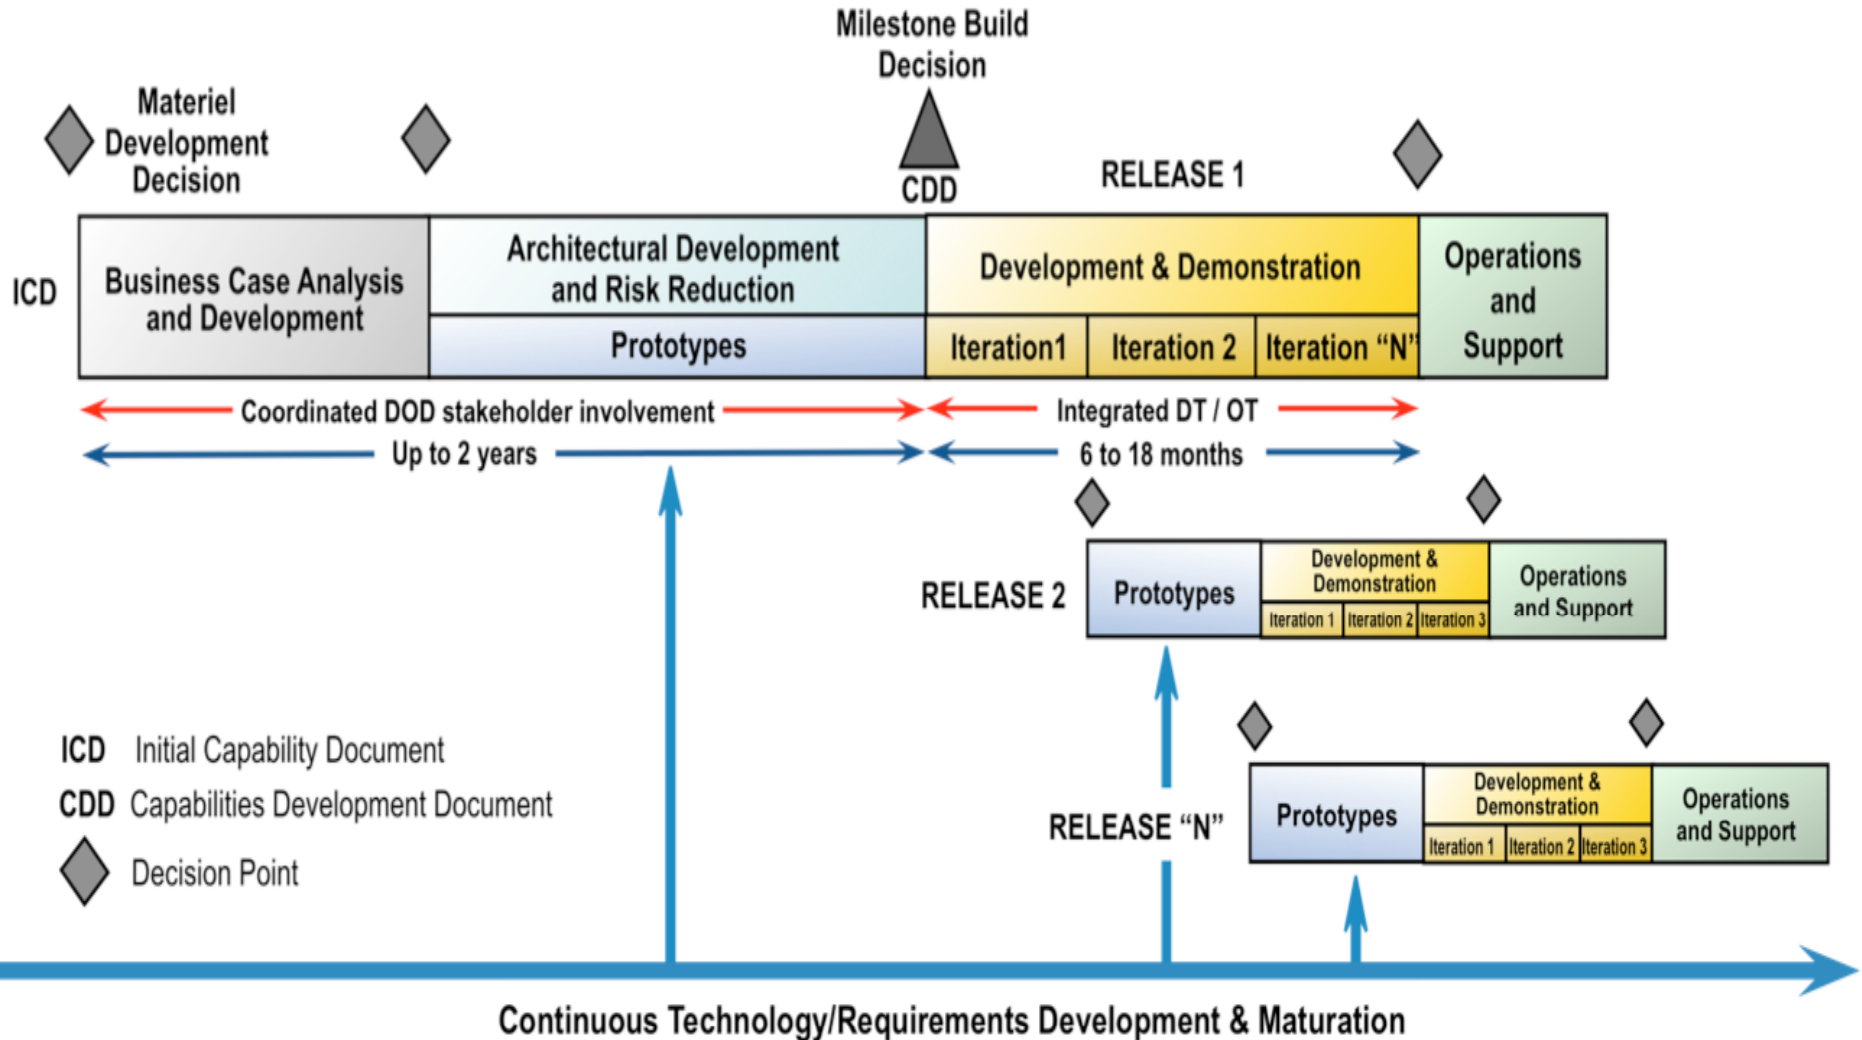 Milestone Build
Decision
Materiel
Development
Decision
CDD
RELEASE 1
ICD
Business Case Analysis
and Development
Architectural Development
and Risk Reduction
Prototypes
Development & Demonstration
Iteration1
Iteration 2
Iteration “N”
Operations
and
Support
Coordinated DOD stakeholder involvement
Integrated DT / OT
Up to 2 years
6 to 18 months
RELEASE 2
Prototypes
Development &
Demonstration
Iteration 1
Iteration 2
Iteration 3
Operations
and Support
RELEASE “N”
Prototypes
Development &
Demonstration
Iteration 1
Iteration 2
Iteration 3
Operations
and Support
ICD Initial Capability Document
CDD Capabilities Development Document
Decision Point
Continuous Technology/Requirements Development & Maturation